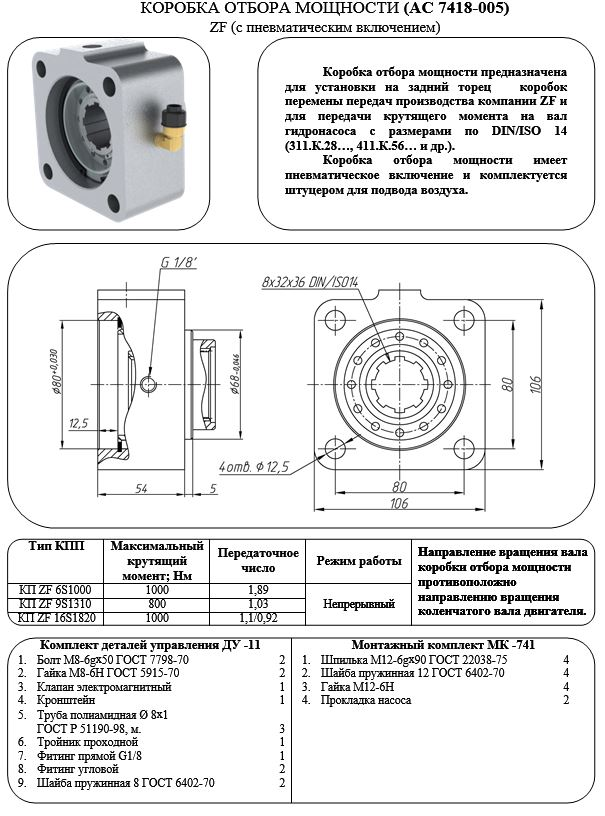 КОРОБКА ОТБОРА МОЩНОСТИ (АС 7418-005)
ZF (с пневматическим включением)
Коробка отбора мощности предназначена
для установки на задний торец коробок
перемены передач производства компании ZF и
для передачи крутящего момента на вал
гидронасоса с размерами по DIN/ISO 14
(311.К.28…, 411.К.56… и др.).
Коробка отбора мощности имеет
пневматическое включение и комплектуется
штуцером для подвода воздуха.
G 1/8'
8х32х36 DIN/ISO14
Ф80+0,030
12,5
Ф68-0,046
54
5
4отв. Ф12,5
80
106
80
106
Тип КПП
Максимальный крутящий момент; Нм
Передаточное число
Режим работы
КП ZF 6S1000 1000 1,89
КП ZF 9S1310 800 1,03
КП ZF 16S1820 1000 1,1/0,92
Непрерывный
Направление вращения вала
коробки отбора мощности
противоположно
направлению вращения
коленчатого вала двигателя.
Комплект деталей управления ДУ -11
1. Болт М8-6gх50 ГОСТ 7798-70 2
2. Гайка М8-6Н ГОСТ 5915-70 2
3. Клапан электромагнитный 1
4. Кронштейн 1
5. Труба полиамидная Ø 8х1
ГОСТ Р 51190-98, м. 3
6. Тройник проходной 1
7. Фитинг прямой G1/8 1
8. Фитинг угловой 2
9. Шайба пружинная 8 ГОСТ 6402-70 2
Монтажный комплект МК -741
1. Шпилька М12-6gх90 ГОСТ 22038-75 4
2. Шайба пружинная 12 ГОСТ 6402-70 4
3. Гайка М12-6Н 4
4. Прокладка насоса 2